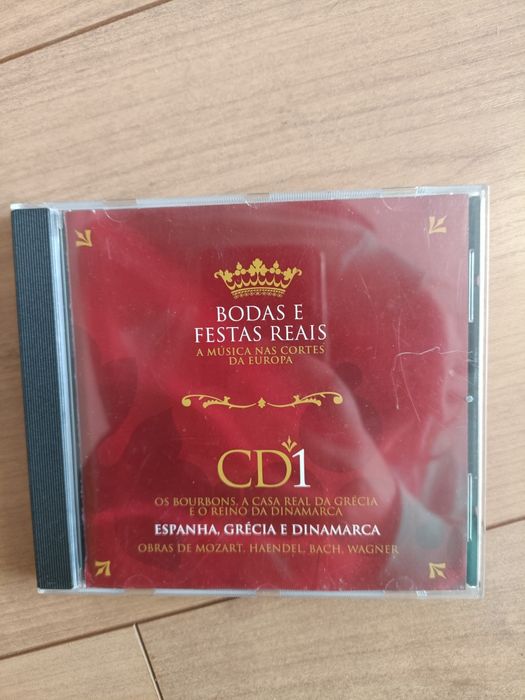 BODAS E
FESTAS REAIS
A MÚSICA NAS CORTES
DA EUROPA
CD1
OS BOURBONS, A CASA REAL DA GRÉCIA
E O REINO DA DINAMARCA
ESPANHA, GRÉCIA E DINAMARCA
OBRAS DE MOZART, HAENDEL, BACH, WAGNER